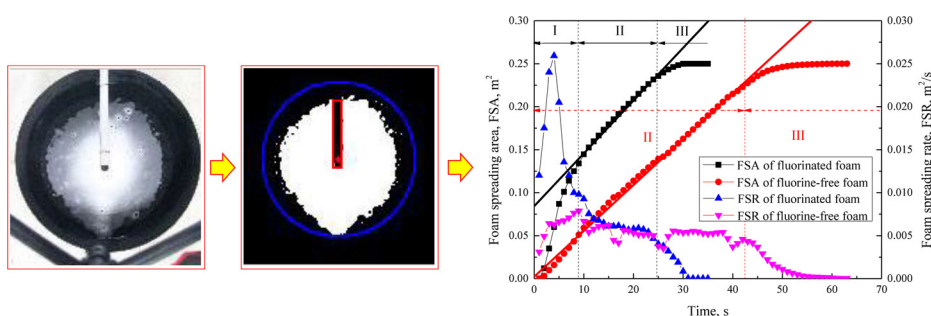 I II III
0.30 0.030
0.25 0.025
0.20 0.020
0.15 0.015
0.10 0.010
0.05 0.005
0.00 0.000
Foam spreading area, FSA, m²
Foam spreading rate, FSR, m²/s
II III
FSA of fluorinated foam
FSA of fluorine-free foam
FSR of fluorinated foam
FSR of fluorine-free foam
0 10 20 30 40 50 60 70
Time, s